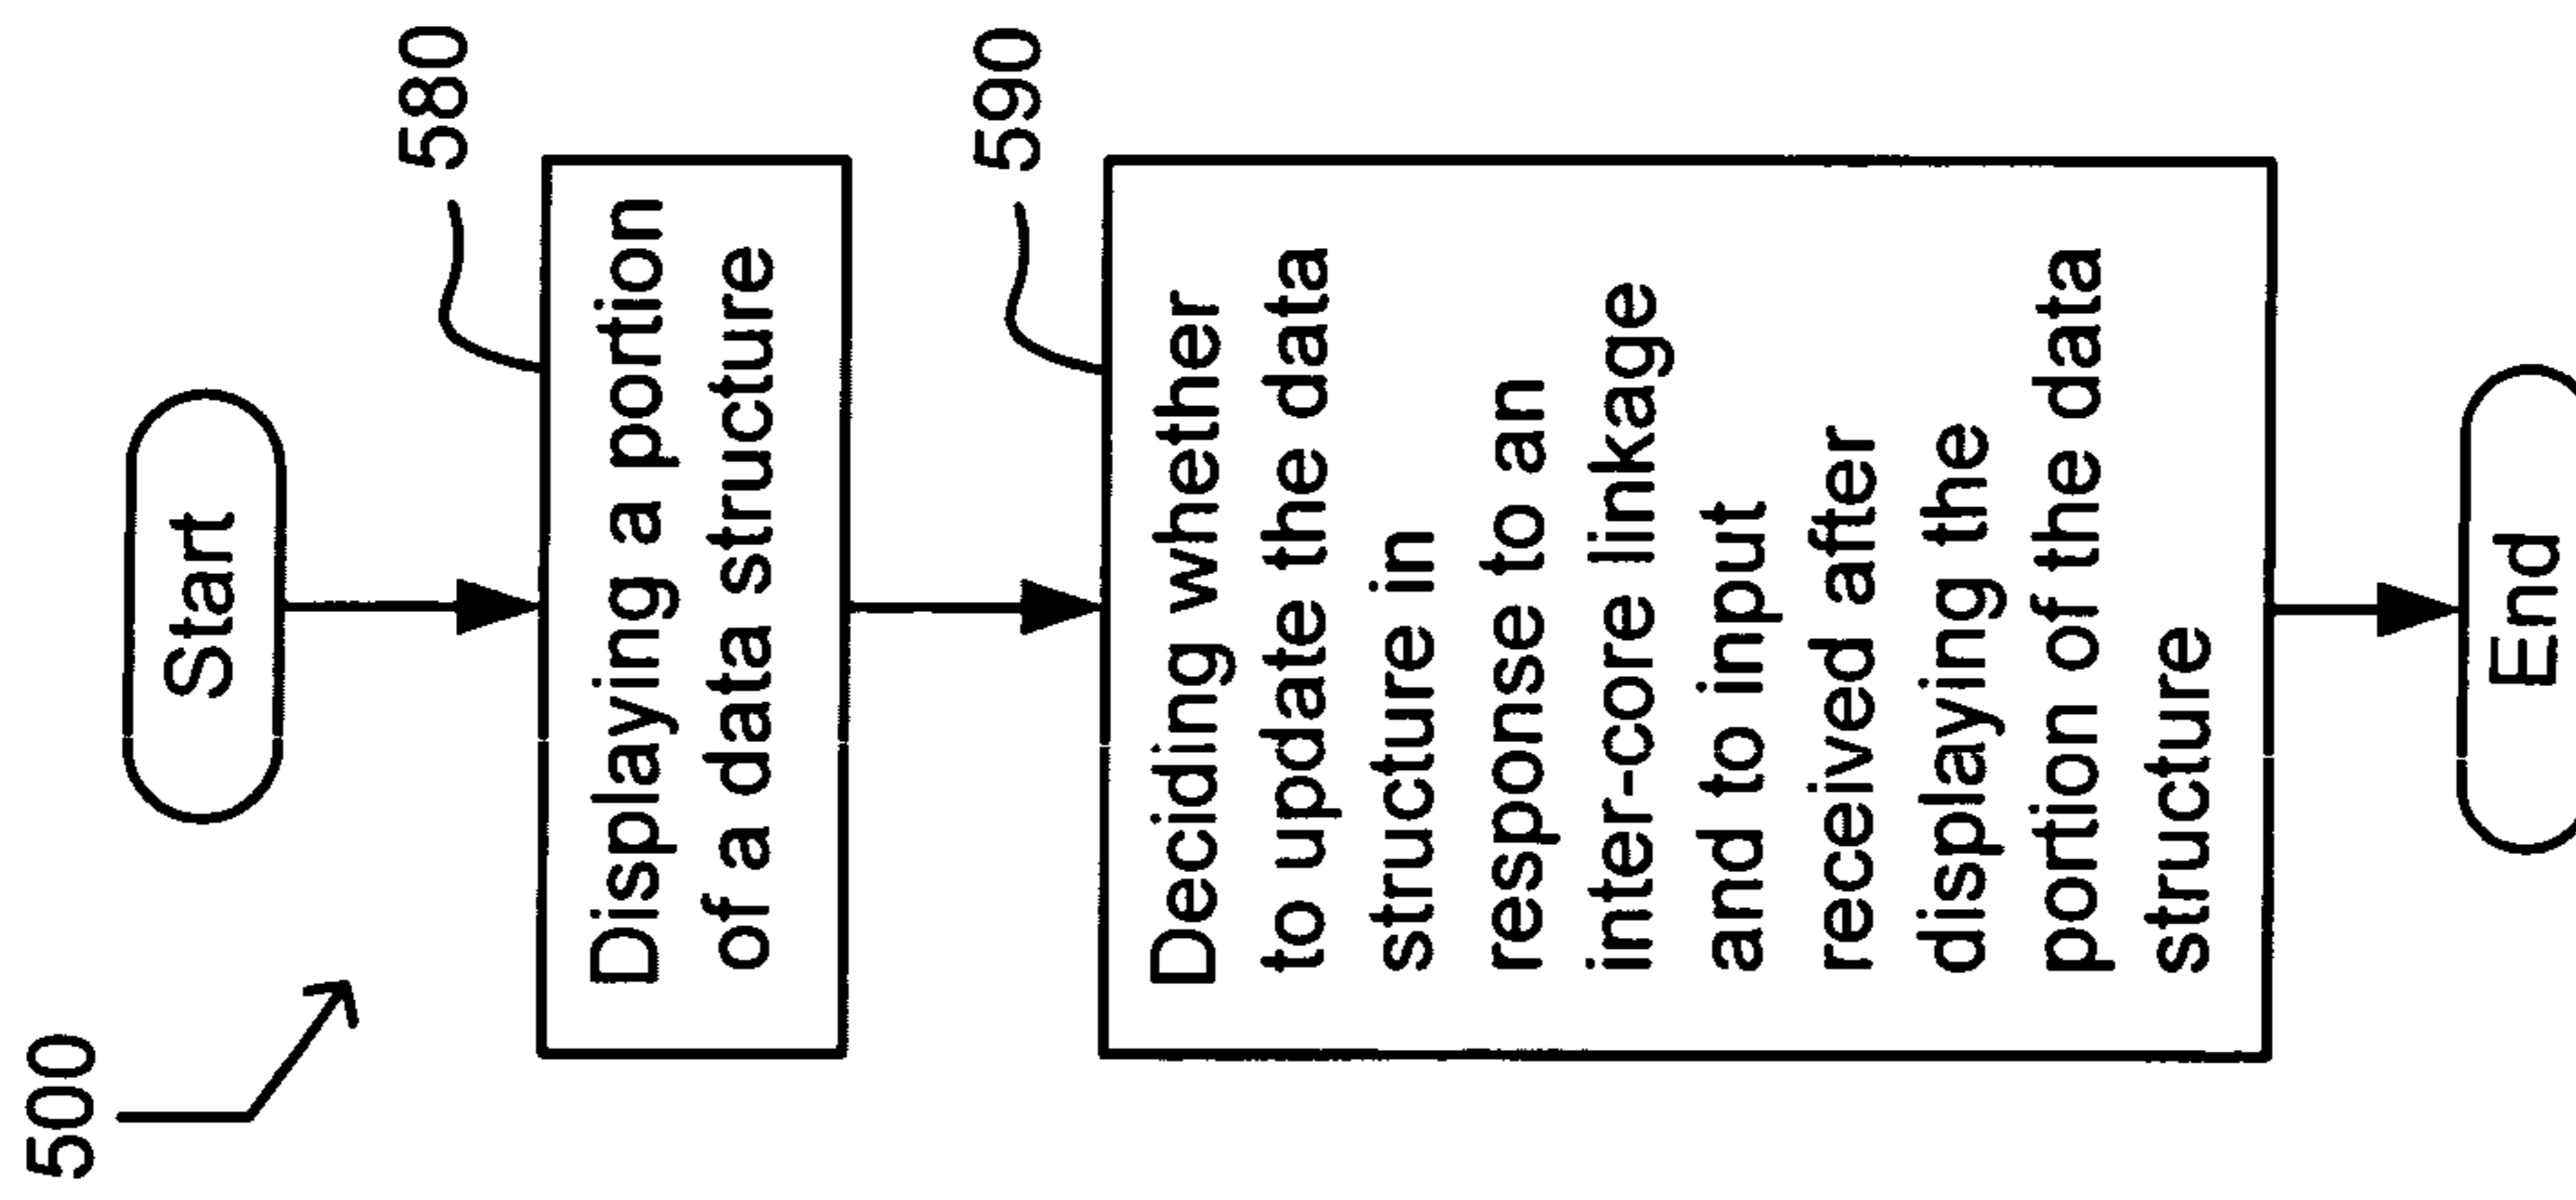 500
Start
580
Displaying a portion
of a data structure
590
Deciding whether
to update the data
structure in
response to an
inter-core linkage
and to input
received after
displaying the
portion of the data
structure
End